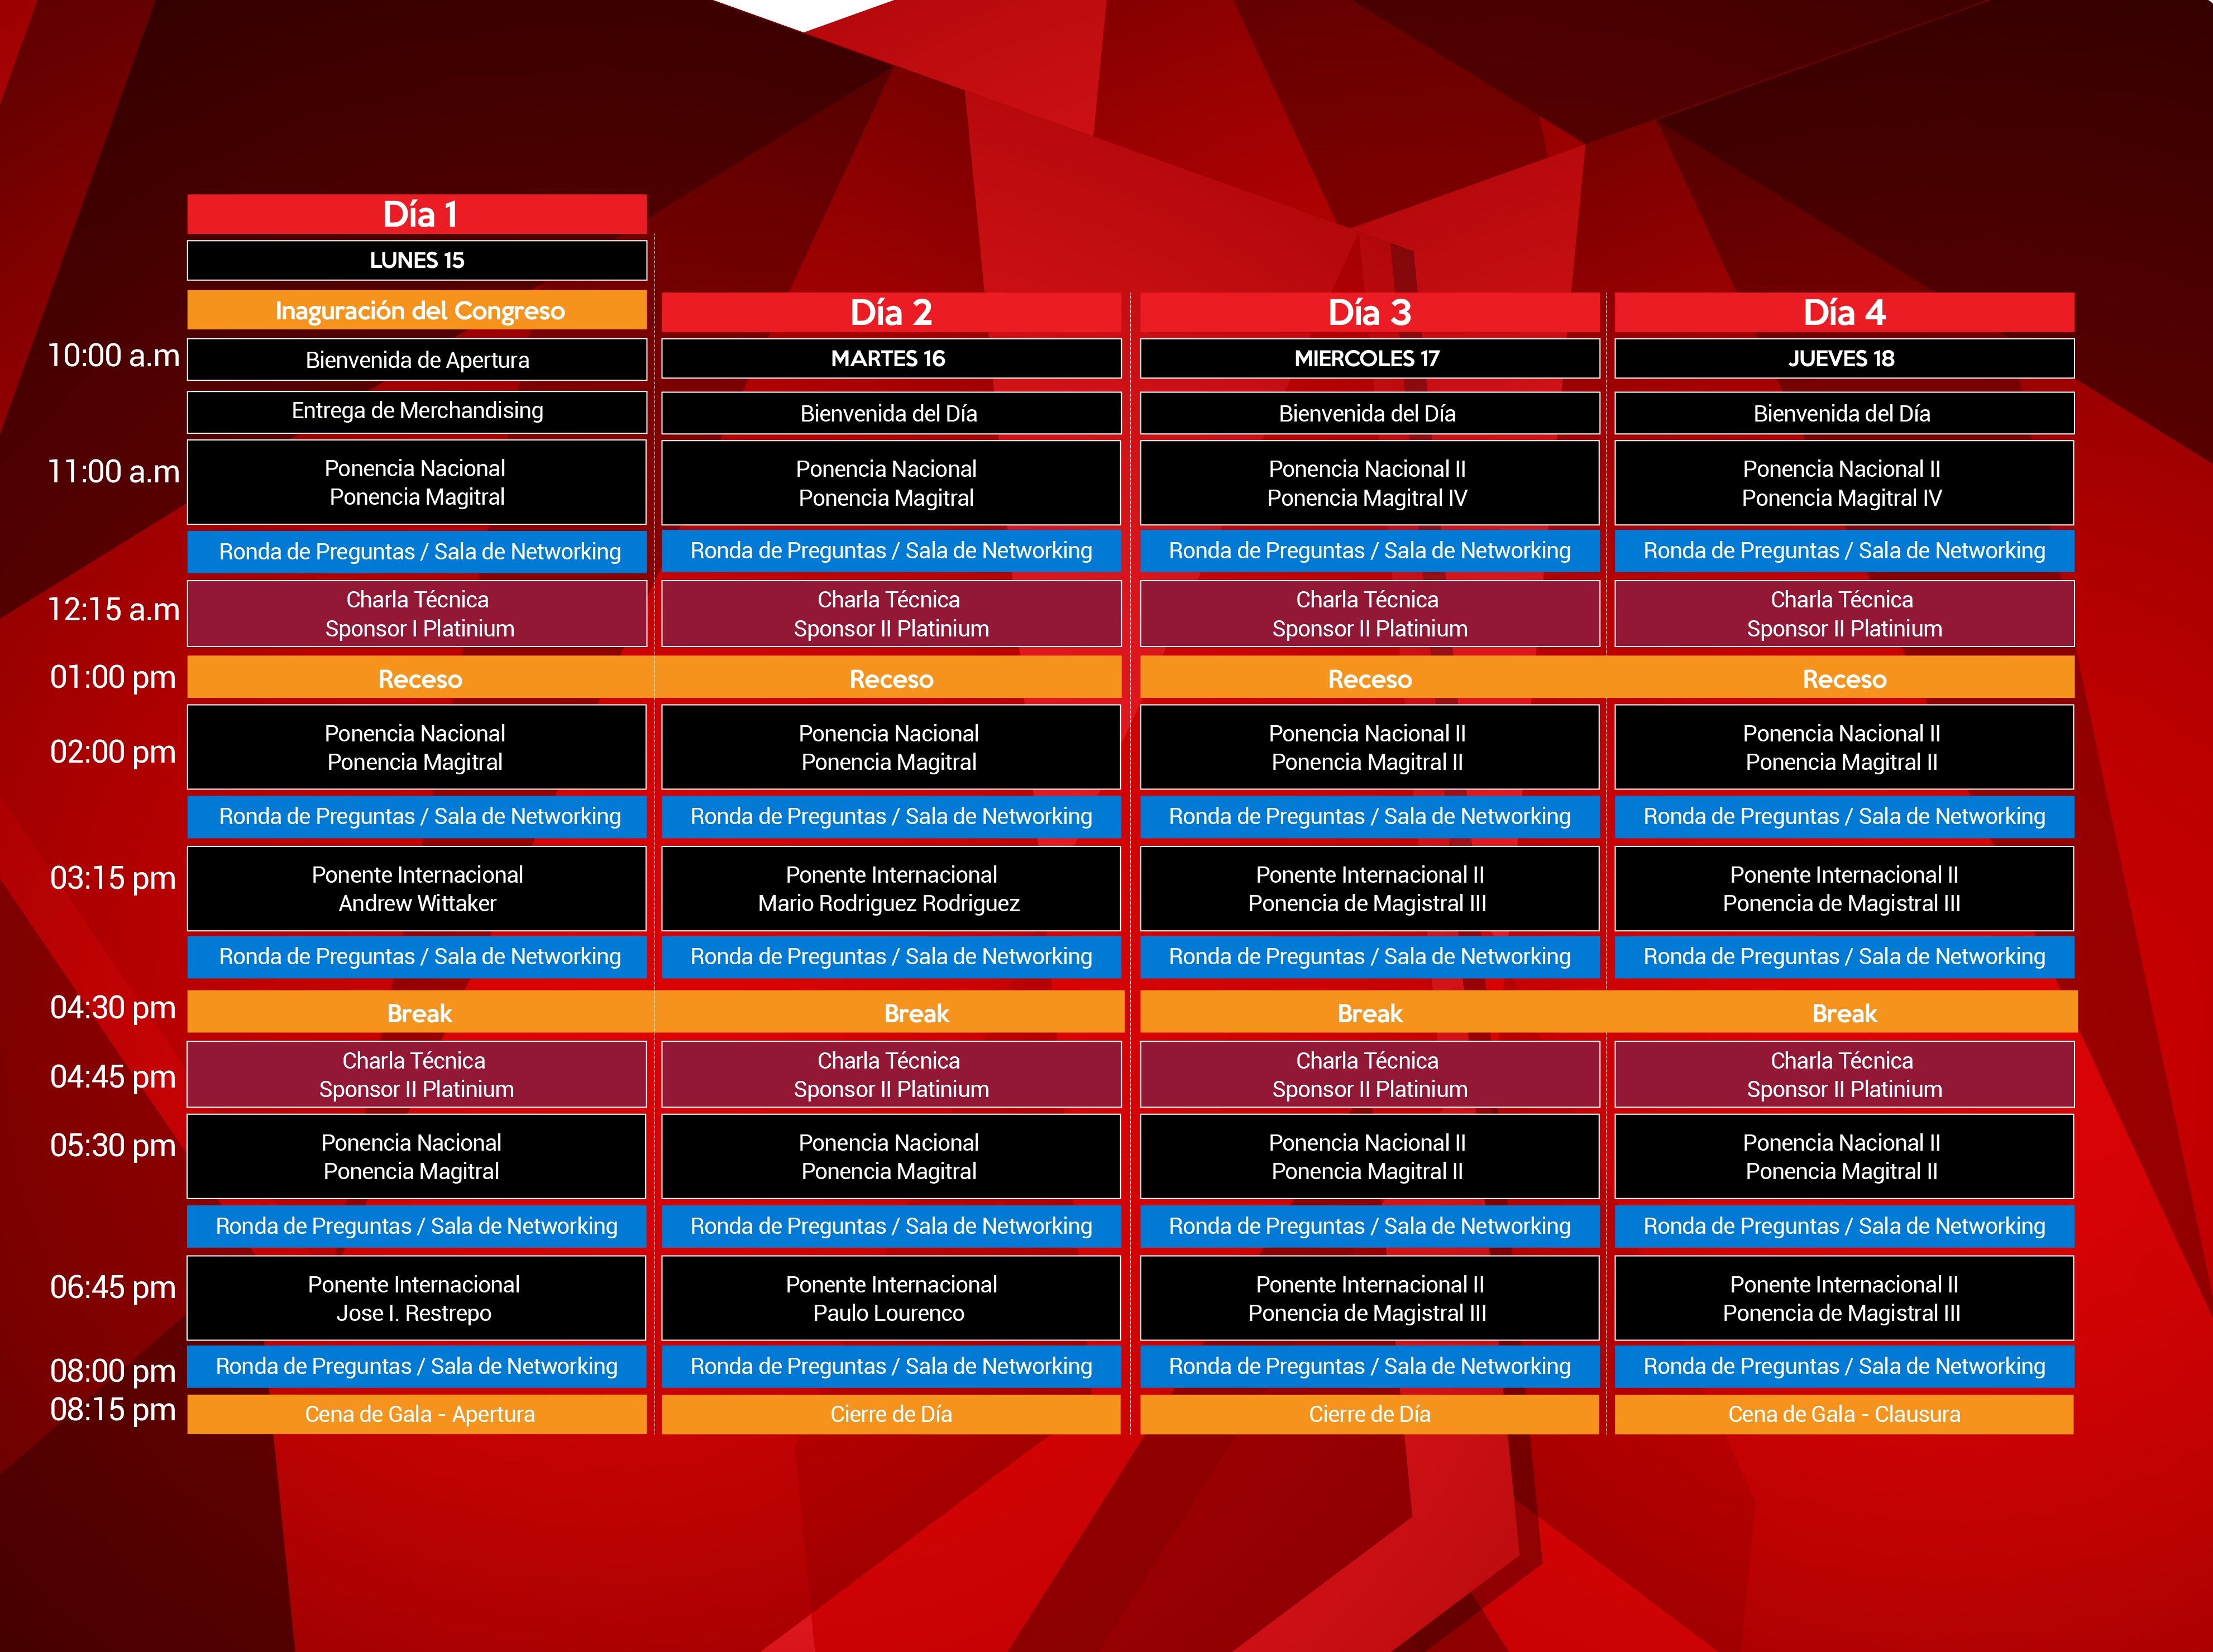 Día 1
LUNES 15
Inaguración del Congreso
Día 2
Día 3
Día 4
10:00 a.m
Bienvenida de Apertura
MARTES 16
MIERCOLES 17
JUEVES 18
Entrega de Merchandising
Bienvenida del Día
Bienvenida del Día
Bienvenida del Día
11:00 a.m
Ponencia Nacional
Ponencia Magitral
Ponencia Nacional
Ponencia Magitral
Ponencia Nacional II
Ponencia Magitral IV
Ponencia Nacional II
Ponencia Magitral IV
Ronda de Preguntas / Sala de Networking
Ronda de Preguntas / Sala de Networking
Ronda de Preguntas / Sala de Networking
Ronda de Preguntas / Sala de Networking
12:15 a.m
Charla Técnica
Sponsor I Platinium
Charla Técnica
Sponsor II Platinium
Charla Técnica
Sponsor II Platinium
Charla Técnica
Sponsor II Platinium
01:00 pm
Receso
Receso
Receso
Receso
02:00 pm
Ponencia Nacional
Ponencia Magitral
Ponencia Nacional
Ponencia Magitral
Ponencia Nacional II
Ponencia Magitral II
Ponencia Nacional II
Ponencia Magitral II
Ronda de Preguntas / Sala de Networking
Ronda de Preguntas / Sala de Networking
Ronda de Preguntas / Sala de Networking
Ronda de Preguntas / Sala de Networking
03:15 pm
Ponente Internacional
Andrew Wittaker
Ponente Internacional
Mario Rodriguez Rodriguez
Ponente Internacional II
Ponencia de Magistral III
Ponente Internacional II
Ponencia de Magistral III
Ronda de Preguntas / Sala de Networking
Ronda de Preguntas / Sala de Networking
Ronda de Preguntas / Sala de Networking
Ronda de Preguntas / Sala de Networking
04:30 pm
Break
Break
Break
Break
04:45 pm
Charla Técnica
Sponsor II Platinium
Charla Técnica
Sponsor II Platinium
Charla Técnica
Sponsor II Platinium
Charla Técnica
Sponsor II Platinium
05:30 pm
Ponencia Nacional
Ponencia Magitral
Ponencia Nacional
Ponencia Magitral
Ponencia Nacional II
Ponencia Magitral II
Ponencia Nacional II
Ponencia Magitral II
Ronda de Preguntas / Sala de Networking
Ronda de Preguntas / Sala de Networking
Ronda de Preguntas / Sala de Networking
Ronda de Preguntas / Sala de Networking
06:45 pm
Ponente Internacional
Jose I. Restrepo
Ponente Internacional
Paulo Lourenco
Ponente Internacional II
Ponencia de Magistral III
Ponente Internacional II
Ponencia de Magistral III
08:00 pm
Ronda de Preguntas / Sala de Networking
Ronda de Preguntas / Sala de Networking
Ronda de Preguntas / Sala de Networking
Ronda de Preguntas / Sala de Networking
08:15 pm
Cena de Gala - Apertura
Cierre de Día
Cierre de Día
Cena de Gala - Clausura